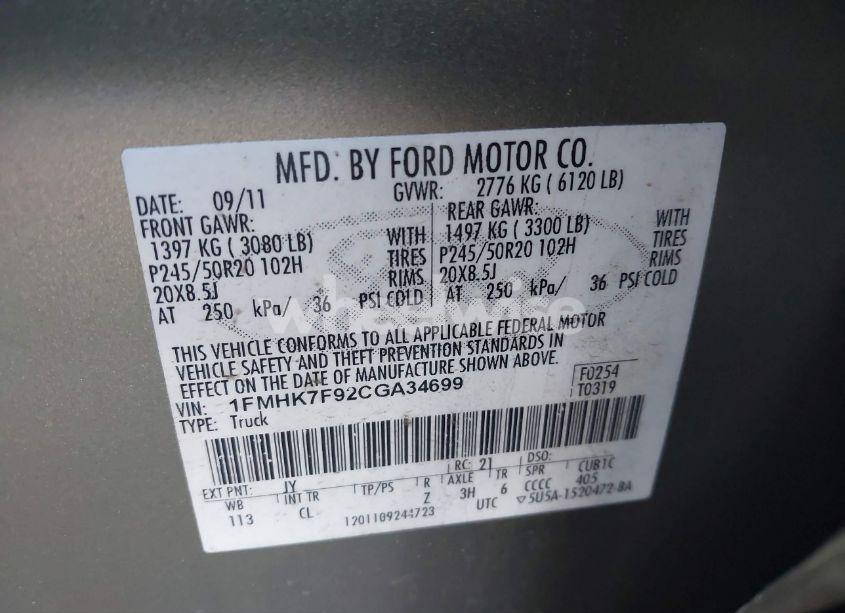 MFD. BY FORD MOTOR CO.
DATE: 09/11 GVWR: 2776 KG ( 6120 LB)
FRONT GAWR: REAR GAWR:
1397 KG ( 3080 LB) WITH 1497 KG ( 3300 LB) WITH
P245/50R20 102H TIRES P245/50R20 102H TIRES
20X8.5J RIMS 20X8.5J RIMS
AT 250 kPa/ 36 PSI COLD AT 250 kPa/ 36 PSI COLD
wheelwise
THIS VEHICLE CONFORMS TO ALL APPLICABLE FEDERAL MOTOR
VEHICLE SAFETY AND THEFT PREVENTION STANDARDS IN
EFFECT ON THE DATE OF MANUFACTURE SHOWN ABOVE.
VIN: 1FMHK7F92CGA34699 F0254
TYPE: Truck T0319
EXT PNT: JY RC: 21 DSO:
WB INT TR TP/PS R AXLE TR SPR CUB1C
113 CL Z 3H 6 CCCC 405
1201109244723 UTC ▽5U5A-1520472-BA